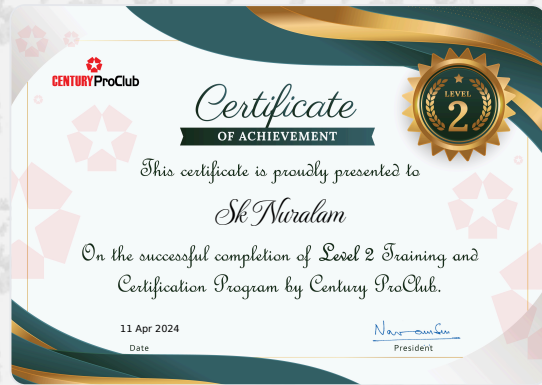 CENTURY ProClub
LEVEL
2
Certificate
OF ACHIEVEMENT
This certificate is proudly presented to
Sk Nuralam
On the successful completion of Level 2 Training and
Certification Program by Century ProClub.
11 Apr 2024
Date
President